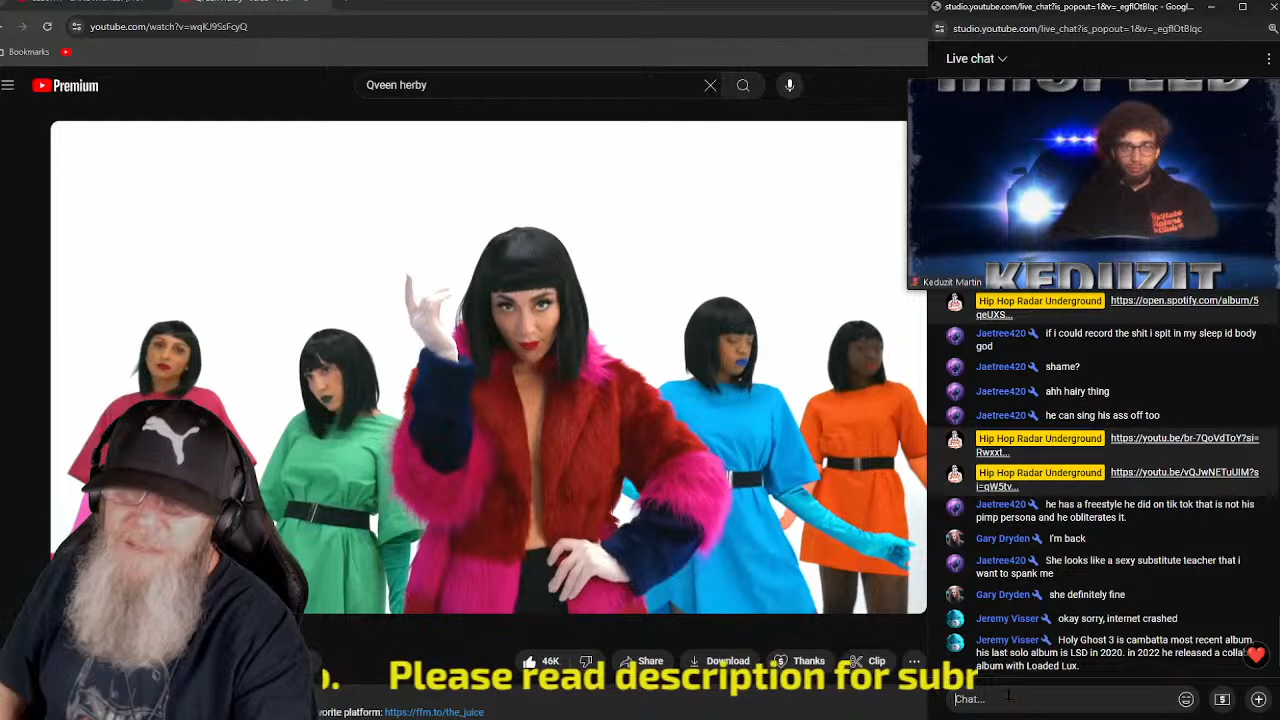 studio.youtube.com/live_chat?is_popout=1&v=_egflOtBlqc - Googl...
youtube.com/watch?v=wqKJ9SsFcyQ
studio.youtube.com/live_chat?is_popout=1&v=_egflOtBlqc
Bookmarks
Live chat
Premium
Qveen herby
HHSPEED
KEDUZIT
Keduzit Martin
Hip Hop Radar Underground https://open.spotify.com/album/5
qeUXS...
Jaetree420 if i could record the shit i spit in my sleep id body
god
Jaetree420 shame?
Jaetree420 ahh hairy thing
Jaetree420 he can sing his ass off too
Hip Hop Radar Underground https://youtu.be/br-7QoVdToY?si=
Rwxxt...
Hip Hop Radar Underground https://youtu.be/vQJwNETuUIM?s
i=qW5tv...
Jaetree420 he has a freestyle he did on tik tok that is not his
pimp persona and he obliterates it.
Gary Dryden I'm back
Jaetree420 She looks like a sexy substitute teacher that i
want to spank me
Gary Dryden she definitely fine
Jeremy Visser okay sorry, internet crashed
Jeremy Visser Holy Ghost 3 is cambatta most recent album,
his last solo album is LSD in 2020. in 2022 he released a colla
album with Loaded Lux.
46K Share Download Thanks Clip
o. Please read description for subr
Chat...
vorite platform: https://ffm.to/the_juice